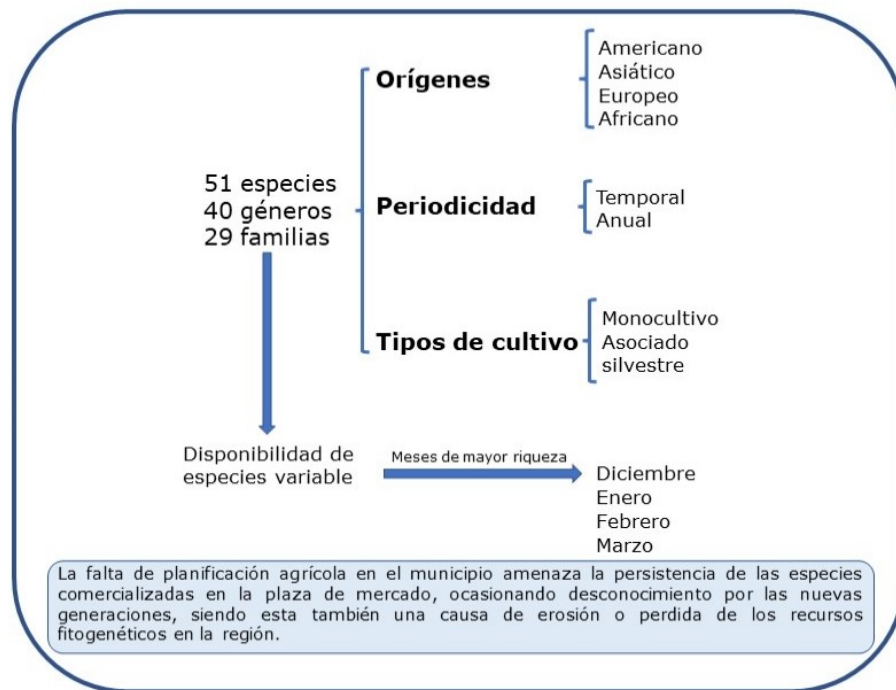 Orígenes
Americano
Asiático
Europeo
Africano
51 especies
40 géneros
29 familias
Periodicidad
Temporal
Anual
Tipos de cultivo
Monocultivo
Asociado
silvestre
Disponibilidad de
especies variable
Meses de mayor riqueza
Diciembre
Enero
Febrero
Marzo
La falta de planificación agrícola en el municipio amenaza la persistencia de las especies
comercializadas en la plaza de mercado, ocasionando desconocimiento por las nuevas
generaciones, siendo esta también una causa de erosión o perdida de los recursos
fitogenéticos en la región.